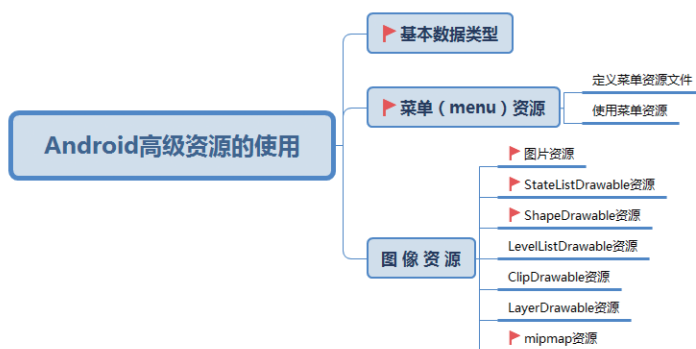 Android高级资源的使用
基本数据类型
菜单（menu）资源
定义菜单资源文件
使用菜单资源
图像资源
图片资源
StateListDrawable资源
ShapeDrawable资源
LevelListDrawable资源
ClipDrawable资源
LayerDrawable资源
mipmap资源